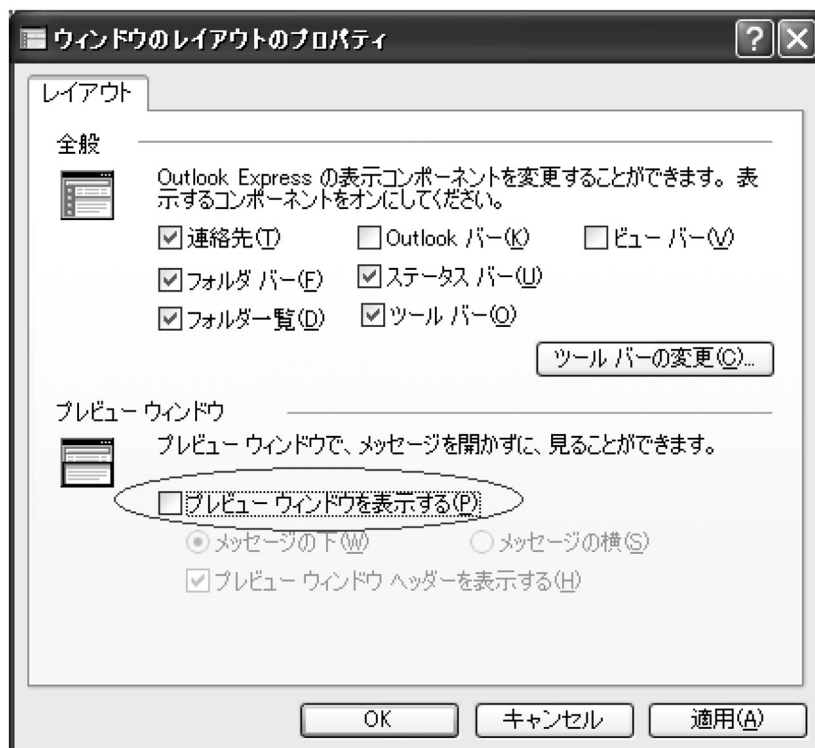 ウィンドウのレイアウトのプロパティ
レイアウト
全般
Outlook Express の表示コンポーネントを変更することができます。表
示するコンポーネントをオンにしてください。
連絡先(T) Outlook バー(K) ビュー バー(V)
フォルダ バー(F) ステータス バー(U)
フォルダ一覧(D) ツール バー(O)
ツール バーの変更(C)...
プレビュー ウィンドウ
プレビュー ウィンドウで、メッセージを開かずに、見ることができます。
プレビュー ウィンドウを表示する(P)
メッセージの下(W) メッセージの横(S)
プレビュー ウィンドウ ヘッダーを表示する(H)
OK キャンセル 適用(A)